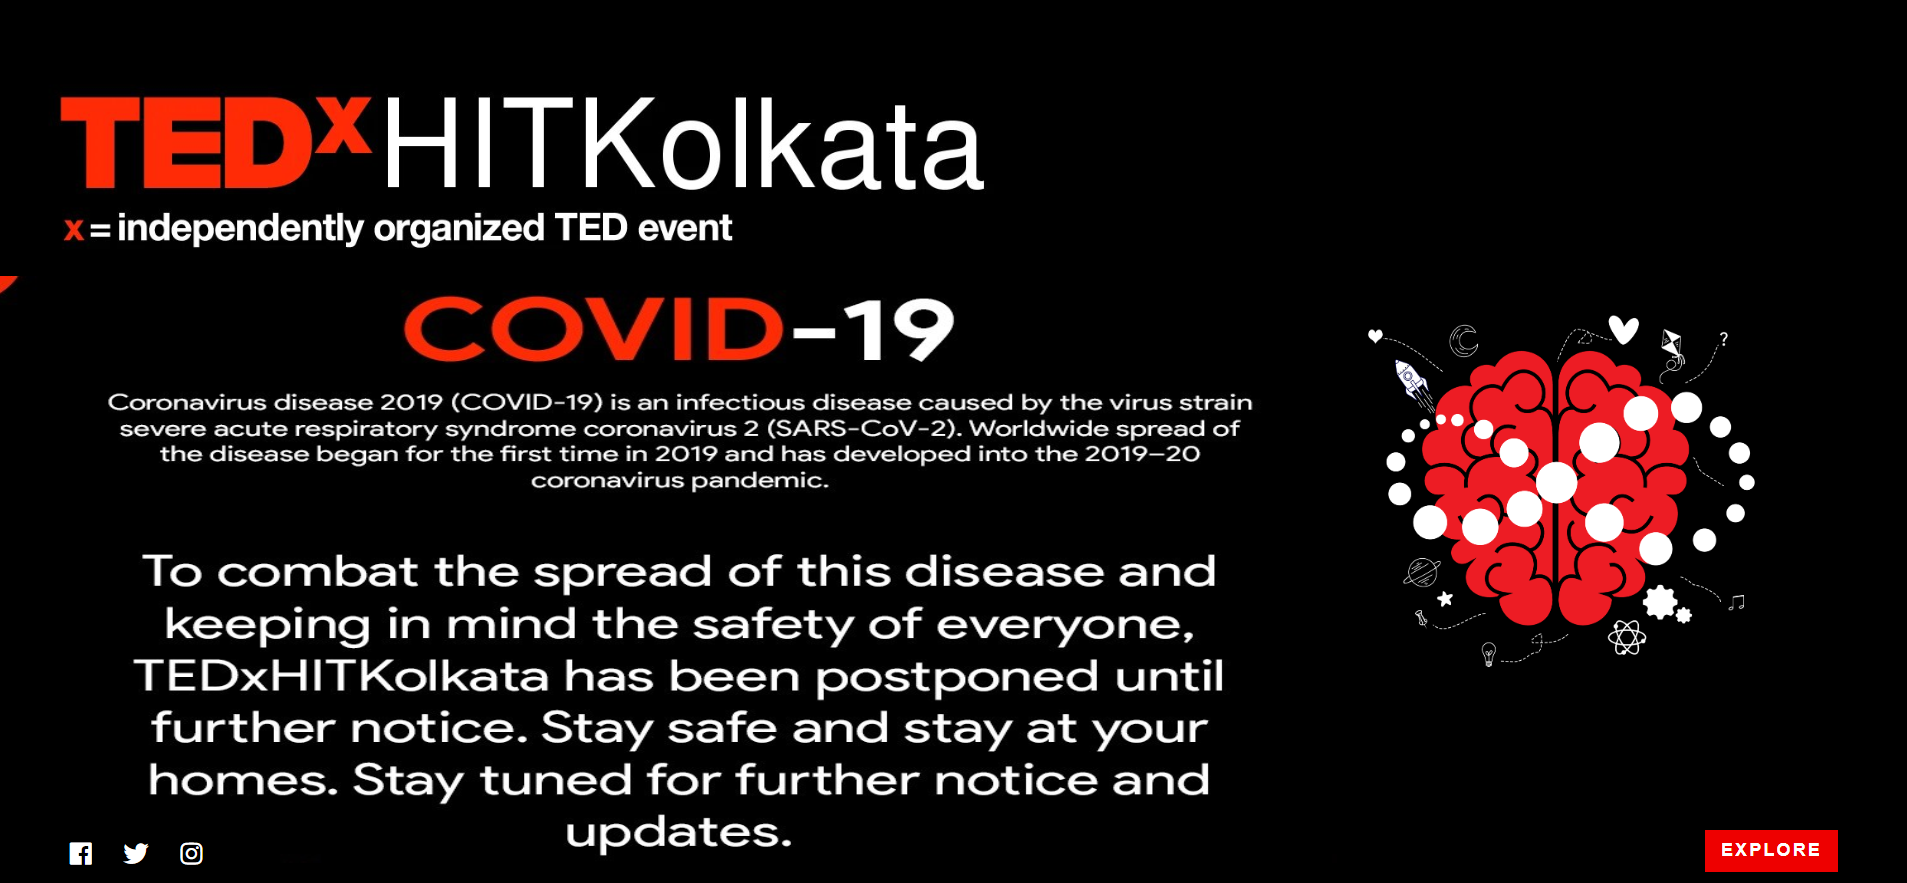 TEDxHITKolkata
x = independently organized TED event
COVID-19
Coronavirus disease 2019 (COVID-19) is an infectious disease caused by the virus strain
severe acute respiratory syndrome coronavirus 2 (SARS-CoV-2). Worldwide spread of
the disease began for the first time in 2019 and has developed into the 2019–20
coronavirus pandemic.
To combat the spread of this disease and
keeping in mind the safety of everyone,
TEDxHITKolkata has been postponed until
further notice. Stay safe and stay at your
homes. Stay tuned for further notice and
updates.
?
EXPLORE